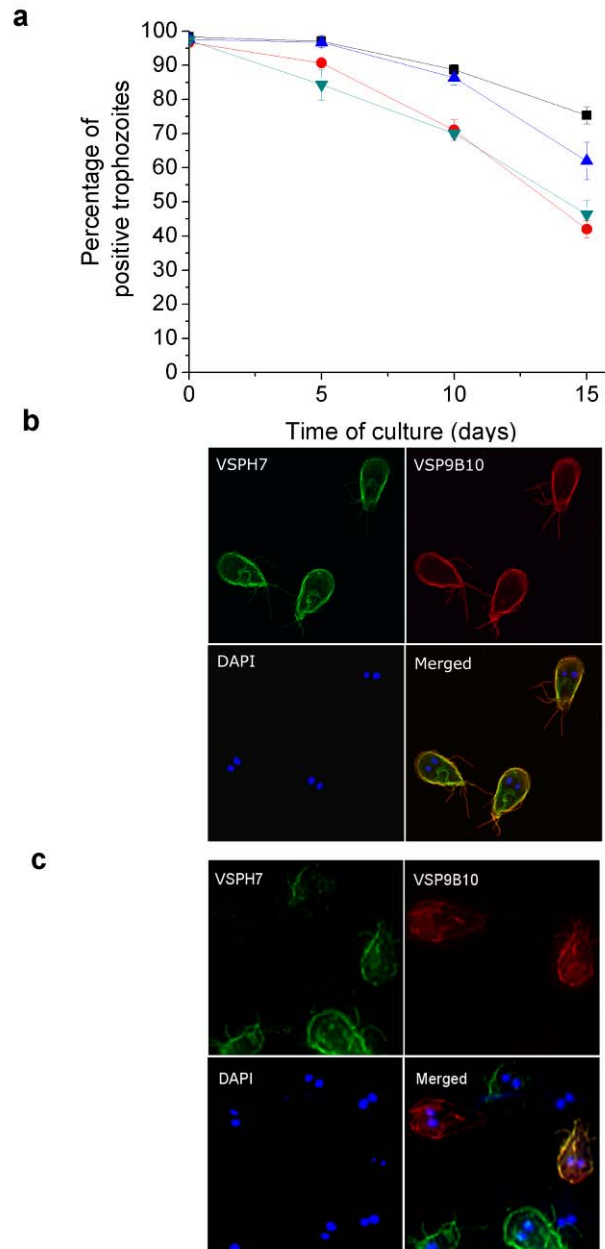 a
Percentage of
positive trophozoites
100
90
80
70
60
50
40
30
20
10
0
0 5 10 15
Time of culture (days)
b
VSPH7 VSP9B10
DAPI Merged
c
VSPH7 VSP9B10
DAPI Merged